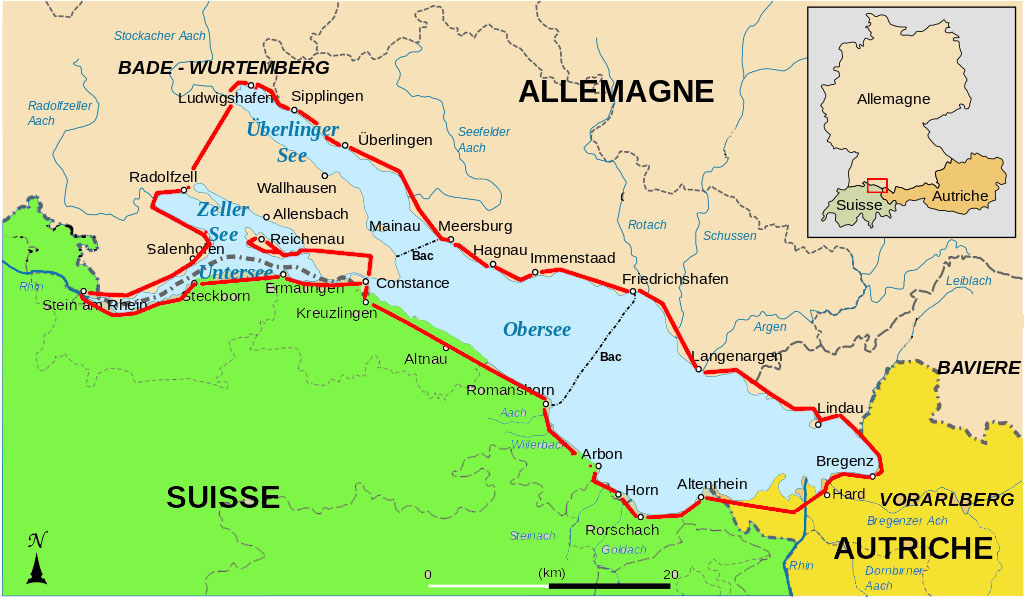 Stockacher Aach
BADE - WURTEMBERG
ALLEMAGNE
Allemagne
Suisse
Autriche
Radolfzeller
Aach
Ludwigshafen
Sipplingen
Überlinger
See
Überlingen
Seefelder
Aach
Radolfzell
Wallhausen
Zeller
See
Allensbach
Mainau
Meersburg
Rotach
Schussen
Salenhofen
Reichenau
Bac
Hagnau
Immenstaad
Untersee
Rhin
Stein am Rhein
Steckborn
Ermatingen
Constance
Friedrichshafen
Leiblach
Kreuzlingen
Obersee
Argen
Altnau
Bac
Langenargen
BAVIERE
Romanshorn
Aach
Lindau
Willerbach
Arbon
Bregenz
SUISSE
Horn
Altenrhein
Hard
VORARLBERG
Rorschach
Bregenzer Ach
Steinach
Goldach
AUTRICHE
N
Rhin
Dornbirner-
Aach
0
(km)
20